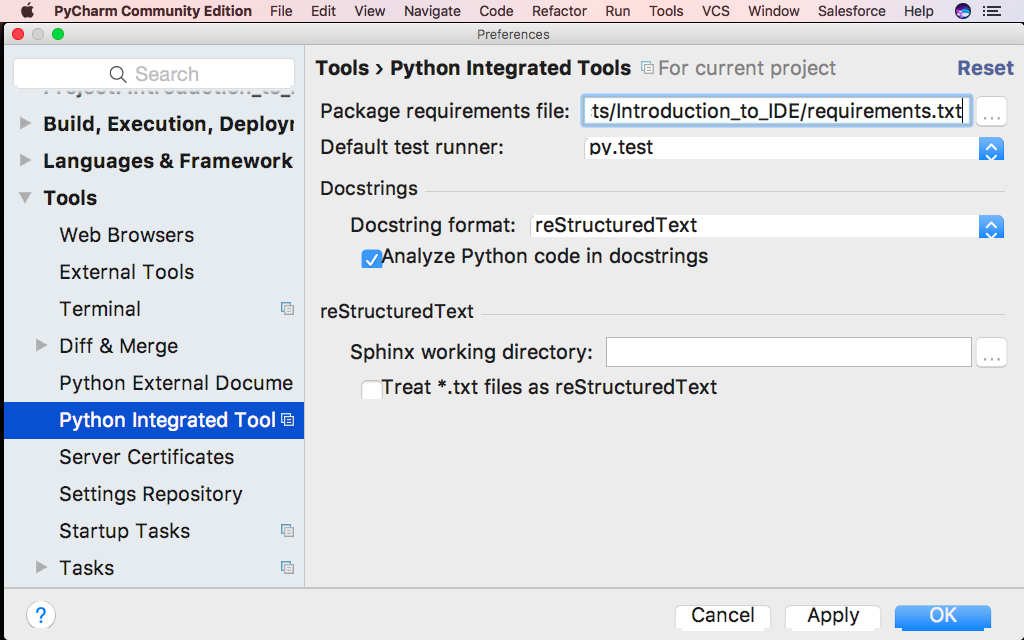 PyCharm Community Edition File Edit View Navigate Code Refactor Run Tools VCS Window Salesforce Help
Preferences
Search
Project: Introduction_to_I
Build, Execution, Deployr
Languages & Framework
Tools
Web Browsers
External Tools
Terminal
Diff & Merge
Python External Docume
Python Integrated Tool
Server Certificates
Settings Repository
Startup Tasks
Tasks
Tools › Python Integrated Tools For current project Reset
Package requirements file: ts/Introduction_to_IDE/requirements.txt ...
Default test runner: py.test
Docstrings
Docstring format: reStructuredText
Analyze Python code in docstrings
reStructuredText
Sphinx working directory: ...
Treat *.txt files as reStructuredText
? Cancel Apply OK